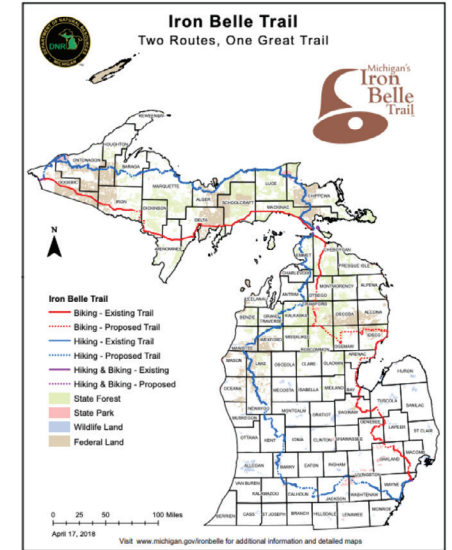 Iron Belle Trail
Two Routes, One Great Trail
DEPARTMENT OF NATURAL RESOURCES
DNR
MICHIGAN
Michigan's
Iron
Belle
Trail
KEWEENAW
HOUGHTON
ONTONAGON
BARAGA
GOGEBIC
MARQUETTE
LUCE
ALGER
CHIPPEWA
IRON
SCHOOLCRAFT
MACKINAC
DICKINSON
DELTA
MENOMINEE
N
EMMET
CHEBOYGAN
PRESQUE ISLE
CHARLEVOIX
ANTRIM
OTSEGO
MONTMORENCY
ALPENA
LEELANAU
GRAND
TRAVERSE
KALKASKA
CRAWFORD
OSCODA
ALCONA
BENZIE
MANISTEE
WEXFORD
MISSAUKEE
ROSCOMMON
OGEMAW
IOSCO
ARENAC
MASON
LAKE
OSCEOLA
CLARE
GLADWIN
HURON
OCEANA
NEWAYGO
MECOSTA
ISABELLA
MIDLAND
BAY
TUSCOLA
SANILAC
MUSKEGON
MONTCALM
GRATIOT
SAGINAW
GENESEE
LAPEER
ST CLAIR
OTTAWA
KENT
IONIA
CLINTON
SHIAWASSEE
OAKLAND
MACOMB
ALLEGAN
BARRY
EATON
INGHAM
LIVINGSTON
VAN BUREN
KALAMAZOO
CALHOUN
JACKSON
WASHTENAW
WAYNE
BERRIEN
CASS
ST JOSEPH
BRANCH
HILLSDALE
LENAWEE
MONROE
Iron Belle Trail
Biking - Existing Trail
Biking - Proposed Trail
Hiking - Existing Trail
Hiking - Proposed Trail
Hiking & Biking - Existing
Hiking & Biking - Proposed
State Forest
State Park
Wildlife Land
Federal Land
0 25 50 100 Miles
April 17, 2018
Visit www.michigan.gov/ironbelle for additional information and detailed maps